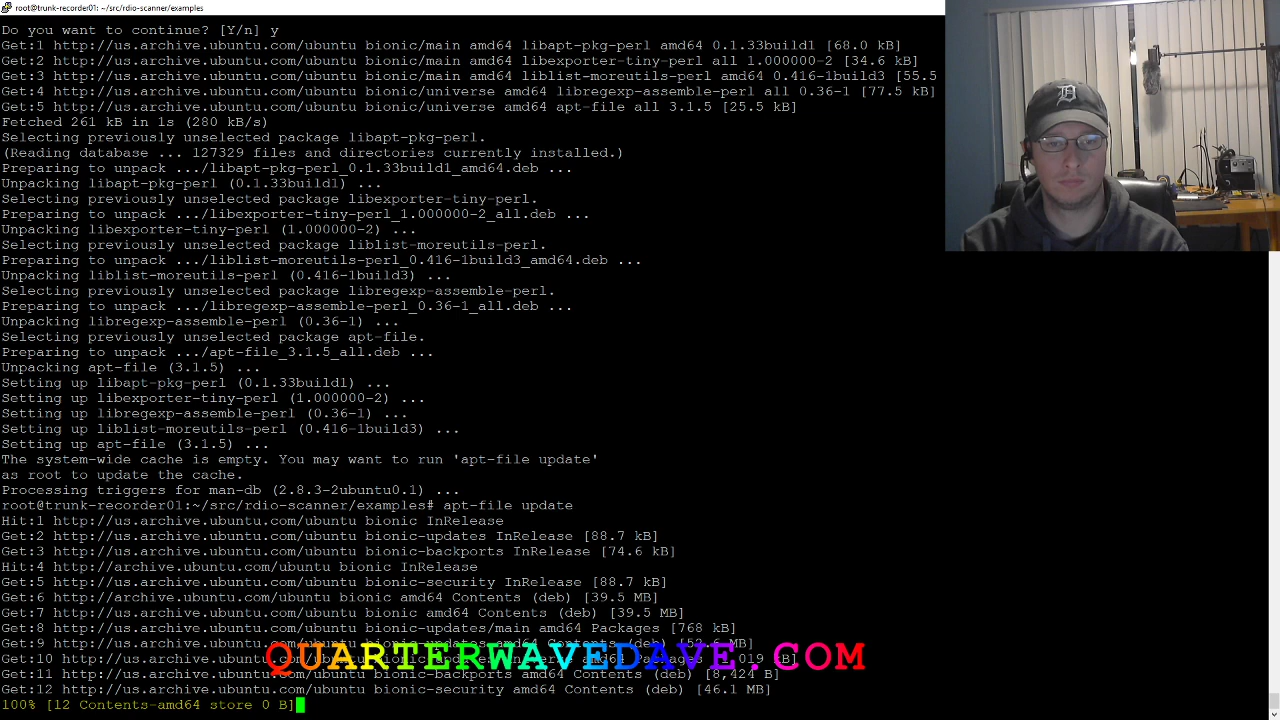 root@trunk-recorder01: ~/src/rdio-scanner/examples
Do you want to continue? [Y/n] y
Get:1 http://us.archive.ubuntu.com/ubuntu bionic/main amd64 libapt-pkg-perl amd64 0.1.33build1 [68.0 kB]
Get:2 http://us.archive.ubuntu.com/ubuntu bionic/main amd64 libexporter-tiny-perl all 1.000000-2 [34.6 kB]
Get:3 http://us.archive.ubuntu.com/ubuntu bionic/main amd64 liblist-moreutils-perl amd64 0.416-1build3 [55.5
Get:4 http://us.archive.ubuntu.com/ubuntu bionic/universe amd64 libregexp-assemble-perl all 0.36-1 [77.5 kB]
Get:5 http://us.archive.ubuntu.com/ubuntu bionic/universe amd64 apt-file all 3.1.5 [25.5 kB]
Fetched 261 kB in 1s (280 kB/s)
Selecting previously unselected package libapt-pkg-perl.
(Reading database ... 127329 files and directories currently installed.)
Preparing to unpack .../libapt-pkg-perl_0.1.33build1_amd64.deb ...
Unpacking libapt-pkg-perl (0.1.33build1) ...
Selecting previously unselected package libexporter-tiny-perl.
Preparing to unpack .../libexporter-tiny-perl_1.000000-2_all.deb ...
Unpacking libexporter-tiny-perl (1.000000-2) ...
Selecting previously unselected package liblist-moreutils-perl.
Preparing to unpack .../liblist-moreutils-perl_0.416-1build3_amd64.deb ...
Unpacking liblist-moreutils-perl (0.416-1build3) ...
Selecting previously unselected package libregexp-assemble-perl.
Preparing to unpack .../libregexp-assemble-perl_0.36-1_all.deb ...
Unpacking libregexp-assemble-perl (0.36-1) ...
Selecting previously unselected package apt-file.
Preparing to unpack .../apt-file_3.1.5_all.deb ...
Unpacking apt-file (3.1.5) ...
Setting up libapt-pkg-perl (0.1.33build1) ...
Setting up libexporter-tiny-perl (1.000000-2) ...
Setting up libregexp-assemble-perl (0.36-1) ...
Setting up liblist-moreutils-perl (0.416-1build3) ...
Setting up apt-file (3.1.5) ...
The system-wide cache is empty. You may want to run 'apt-file update'
as root to update the cache.
Processing triggers for man-db (2.8.3-2ubuntu0.1) ...
root@trunk-recorder01:~/src/rdio-scanner/examples# apt-file update
Hit:1 http://us.archive.ubuntu.com/ubuntu bionic InRelease
Get:2 http://us.archive.ubuntu.com/ubuntu bionic-updates InRelease [88.7 kB]
Get:3 http://us.archive.ubuntu.com/ubuntu bionic-backports InRelease [74.6 kB]
Hit:4 http://archive.ubuntu.com/ubuntu bionic InRelease
Get:5 http://us.archive.ubuntu.com/ubuntu bionic-security InRelease [88.7 kB]
Get:6 http://archive.ubuntu.com/ubuntu bionic amd64 Contents (deb) [39.5 MB]
Get:7 http://us.archive.ubuntu.com/ubuntu bionic amd64 Contents (deb) [39.5 MB]
Get:8 http://us.archive.ubuntu.com/ubuntu bionic-updates/main amd64 Packages [768 kB]
Get:9 http://us.archive.ubuntu.com/ubuntu bionic-updates amd64 Contents (deb)
QUARTERWAVEDAVE.COM
Get:10 http://us.archive.ubuntu.com/ubuntu
Get:11 http://us.archive.ubuntu.com/ubuntu bionic-backports amd64 Contents (deb) [8,424 B]
Get:12 http://us.archive.ubuntu.com/ubuntu bionic-security amd64 Contents (deb) [46.1 MB]
100% [12 Contents-amd64 store 0 B]